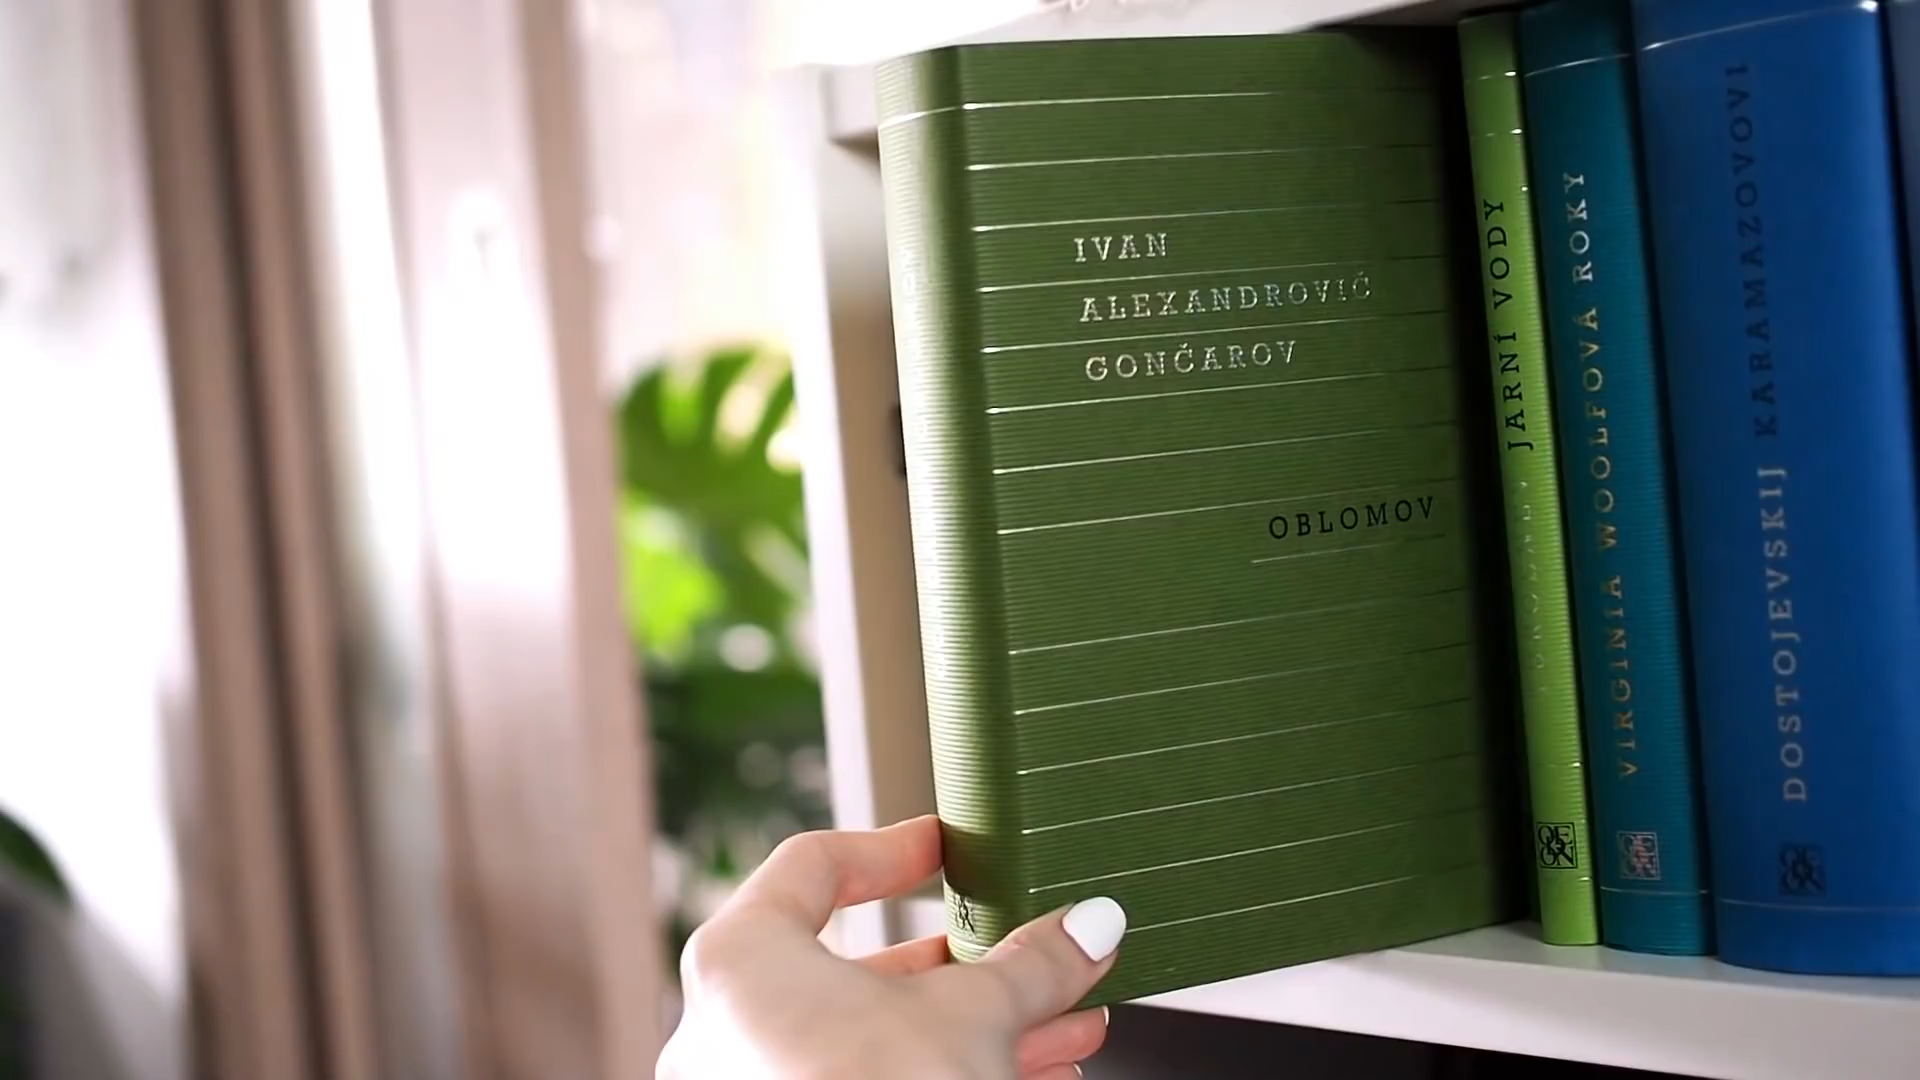 IVAN
ALEXANDROVIČ
GONČAROV
OBLOMOV
JARNÍ VODY
VIRGINIA WOOLFOVÁ ROKY
DOSTOJEVSKIJ KARAMAZOVOVI